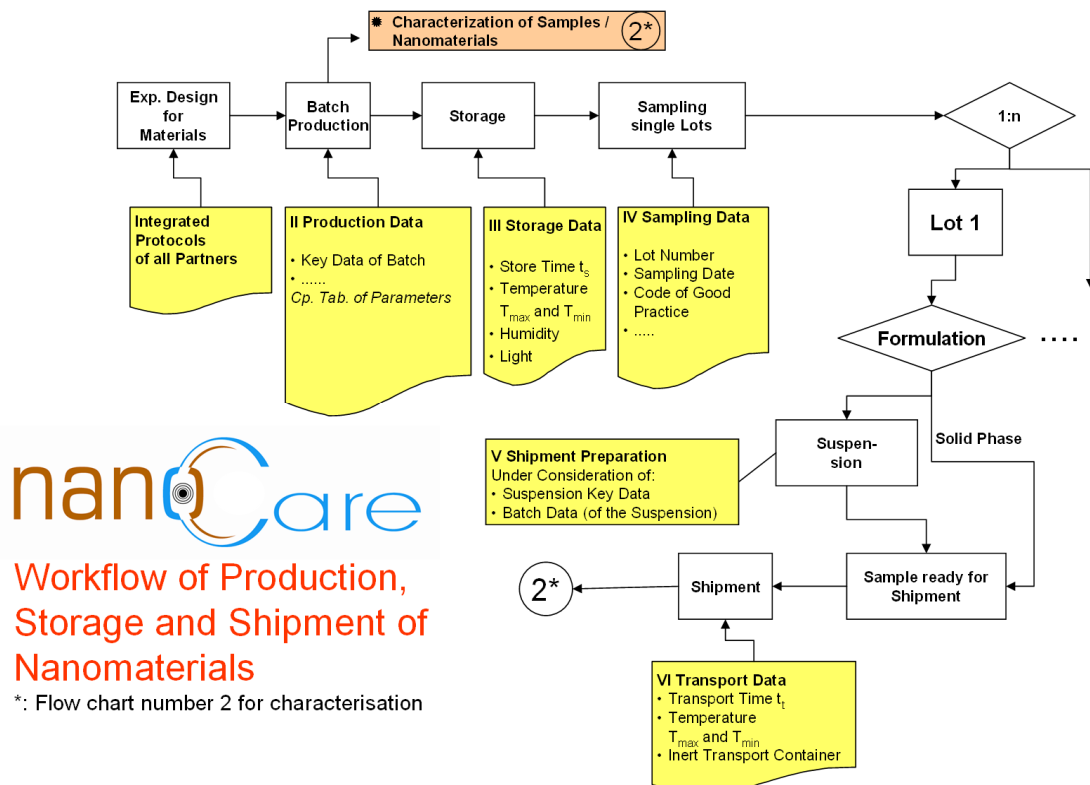 ✹ Characterization of Samples /
Nanomaterials
2*
Exp. Design
for
Materials
Batch
Production
Storage
Sampling
single Lots
1:n
Integrated
Protocols
of all Partners
II Production Data
• Key Data of Batch
• ......
Cp. Tab. of Parameters
III Storage Data
• Store Time ts
• Temperature
Tmax and Tmin
• Humidity
• Light
IV Sampling Data
• Lot Number
• Sampling Date
• Code of Good
Practice
• .....
Lot 1
Formulation
....
Suspen-
sion
Solid Phase
V Shipment Preparation
Under Consideration of:
• Suspension Key Data
• Batch Data (of the Suspension)
nanoCare
Workflow of Production,
Storage and Shipment of
Nanomaterials
*: Flow chart number 2 for characterisation
2*
Shipment
Sample ready for
Shipment
VI Transport Data
• Transport Time tt
• Temperature
Tmax and Tmin
• Inert Transport Container